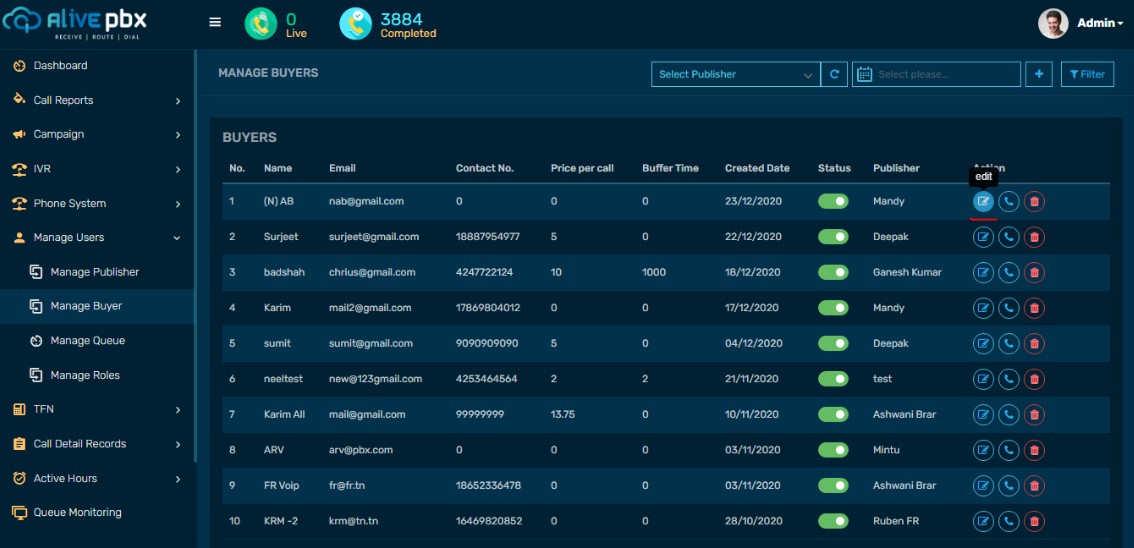 ALive pbx
RECEIVE | ROUTE | DIAL
0
Live
3884
Completed
Admin
Dashboard
Call Reports
Campaign
IVR
Phone System
Manage Users
Manage Publisher
Manage Buyer
Manage Queue
Manage Roles
TFN
Call Detail Records
Active Hours
Queue Monitoring
MANAGE BUYERS
Select Publisher
Select please...
+
Filter
BUYERS
No. Name Email Contact No. Price per call Buffer Time Created Date Status Publisher Action
edit
1 (N) AB nab@gmail.com 0 0 0 23/12/2020 Mandy
2 Surjeet surjeet@gmail.com 18887954977 5 0 22/12/2020 Deepak
3 badshah chrius@gmail.com 4247722124 10 1000 18/12/2020 Ganesh Kumar
4 Karim mail2@gmail.com 17869804012 0 0 17/12/2020 Mandy
5 sumit sumit@gmail.com 9090909090 5 0 04/12/2020 Deepak
6 neeltest new@123gmail.com 4253464564 2 2 21/11/2020 test
7 Karim All mail@gmail.com 99999999 13.75 0 10/11/2020 Ashwani Brar
8 ARV arv@pbx.com 0 0 0 03/11/2020 Mintu
9 FR Voip fr@fr.tn 18652336478 0 0 03/11/2020 Ashwani Brar
10 KRM -2 krm@tn.tn 16469820852 0 0 28/10/2020 Ruben FR